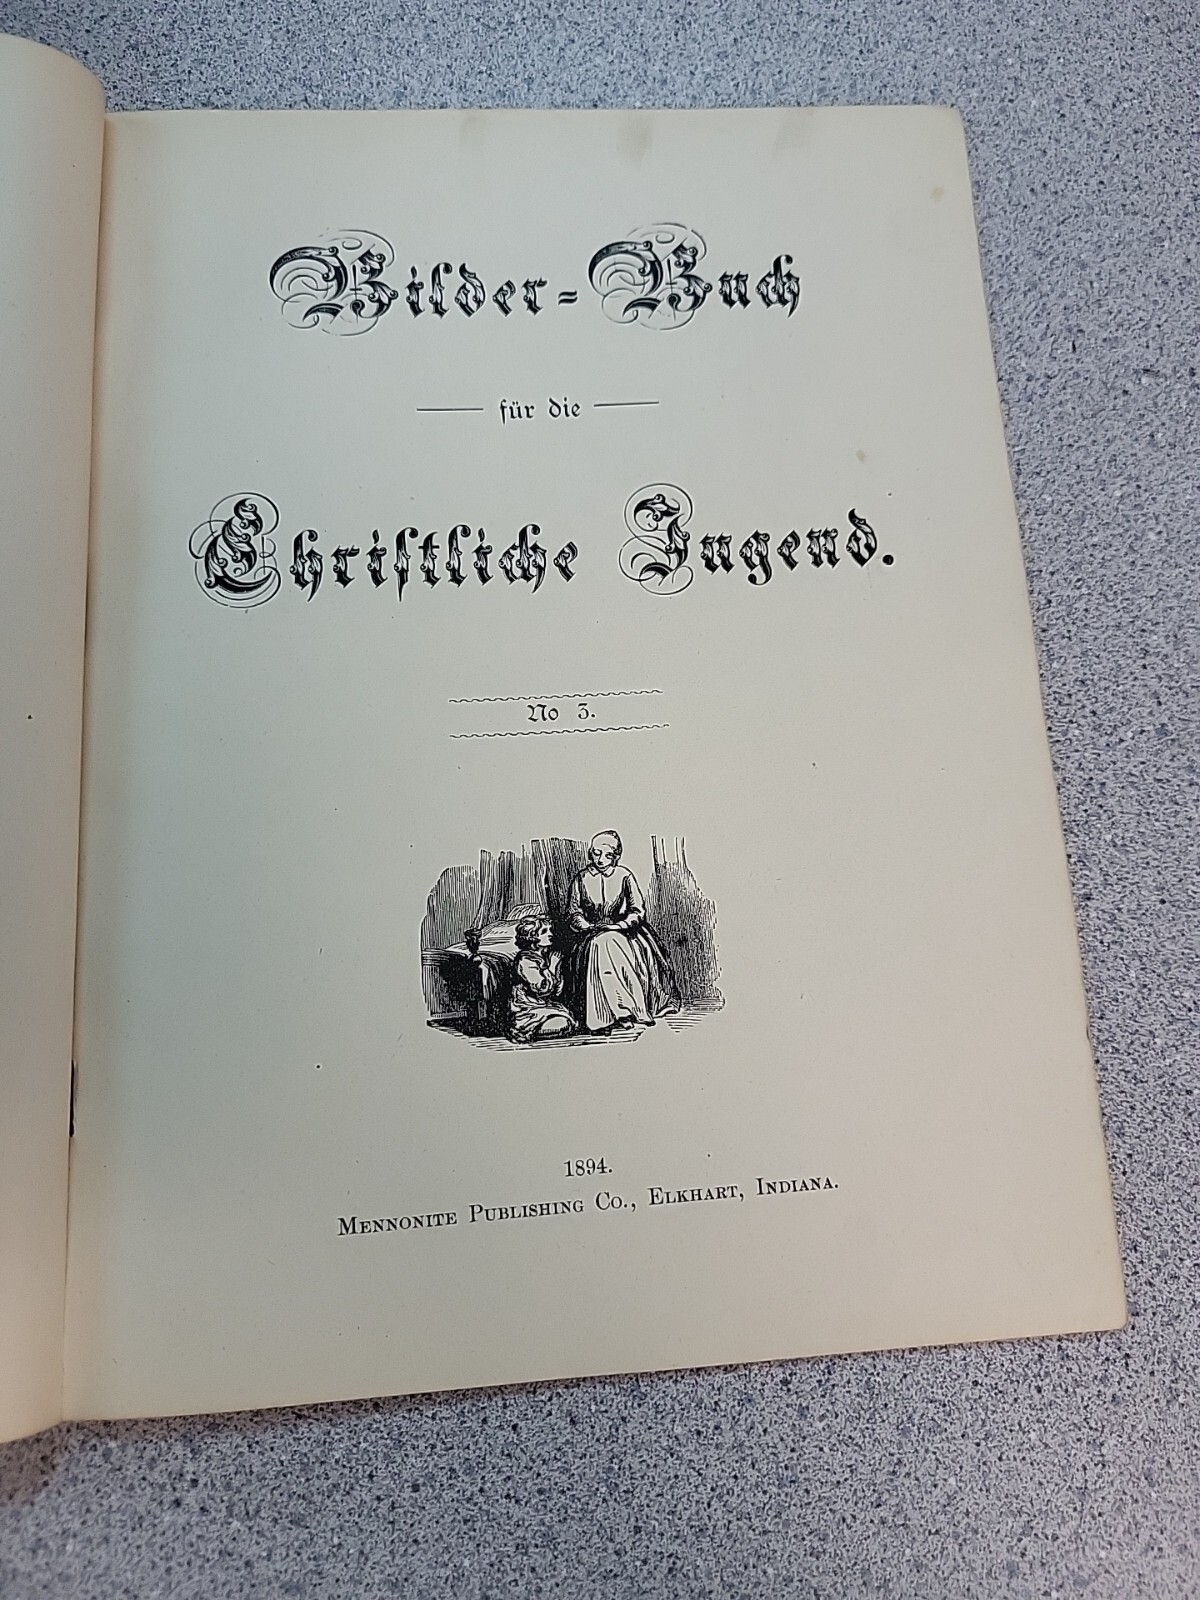 Bilder-Buch
für die
Christliche Jugend.
No 3.
1894.
Mennonite Publishing Co., Elkhart, Indiana.